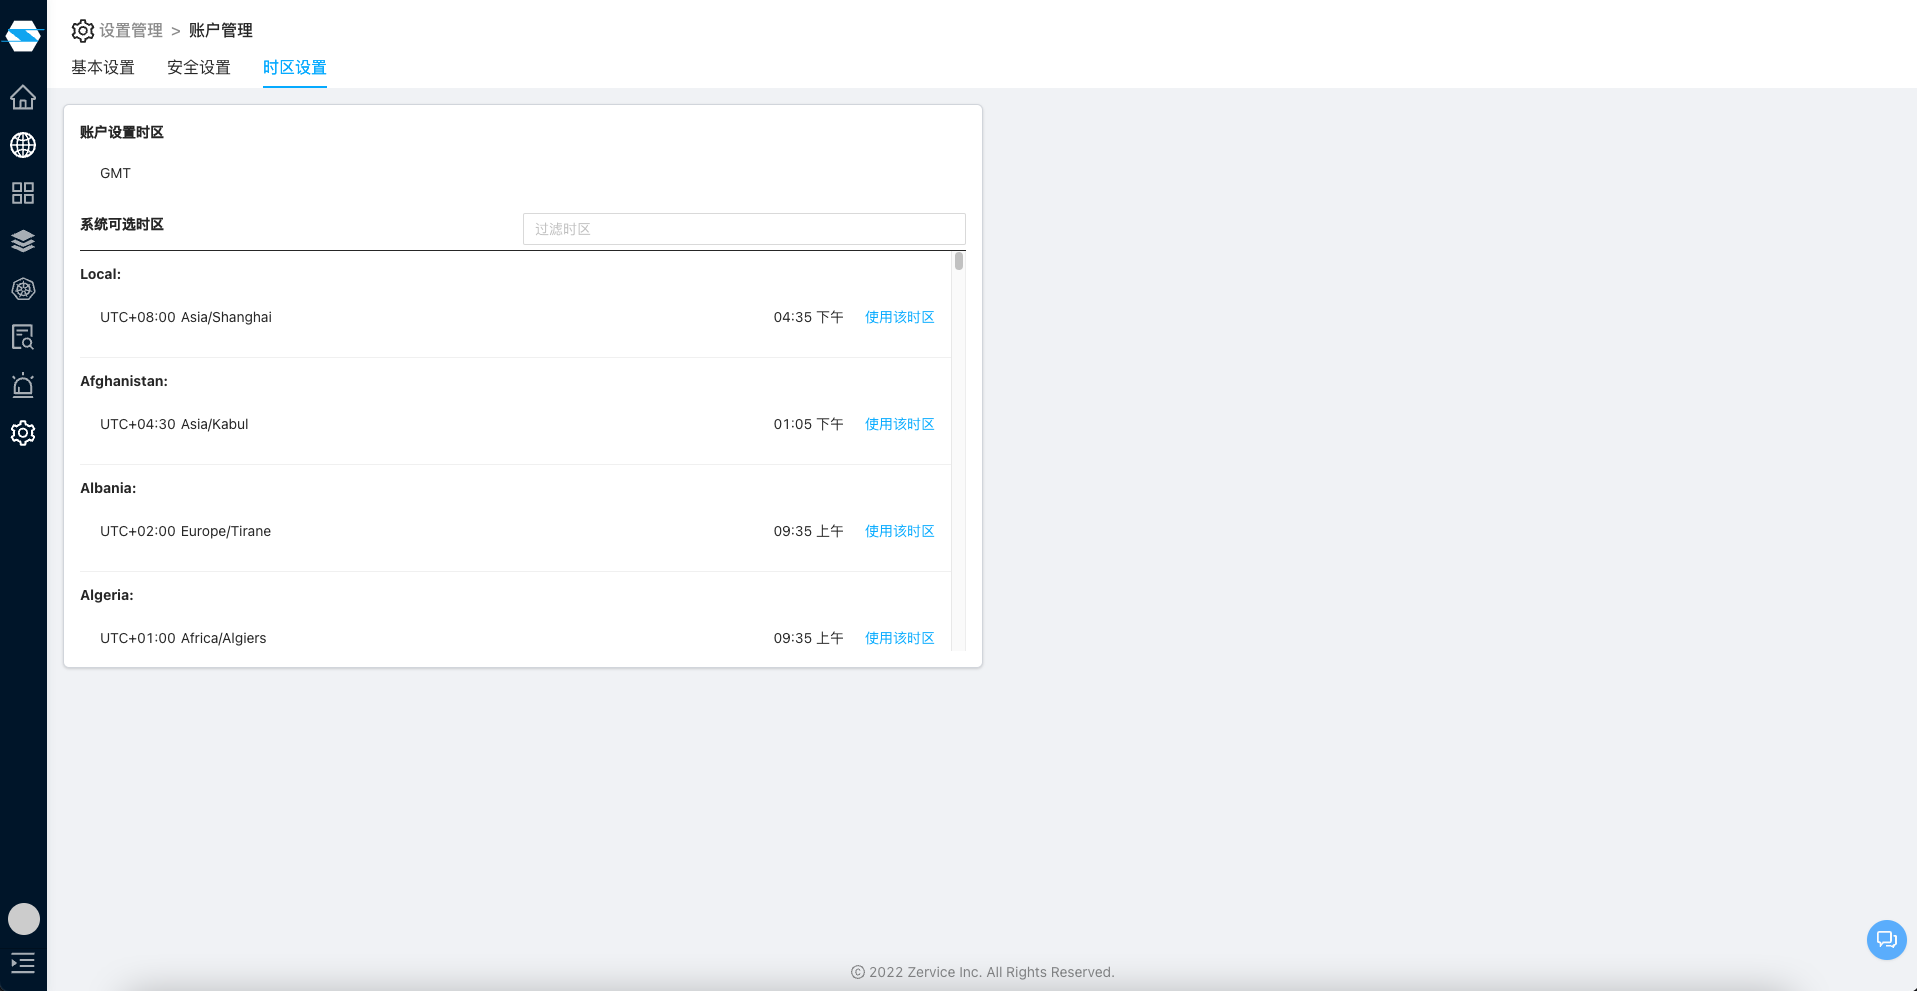 设置管理 > 账户管理
基本设置 安全设置 时区设置
账户设置时区
GMT
系统可选时区 过滤时区
Local:
UTC+08:00 Asia/Shanghai 04:35 下午 使用该时区
Afghanistan:
UTC+04:30 Asia/Kabul 01:05 下午 使用该时区
Albania:
UTC+02:00 Europe/Tirane 09:35 上午 使用该时区
Algeria:
UTC+01:00 Africa/Algiers 09:35 上午 使用该时区
© 2022 Zervice Inc. All Rights Reserved.